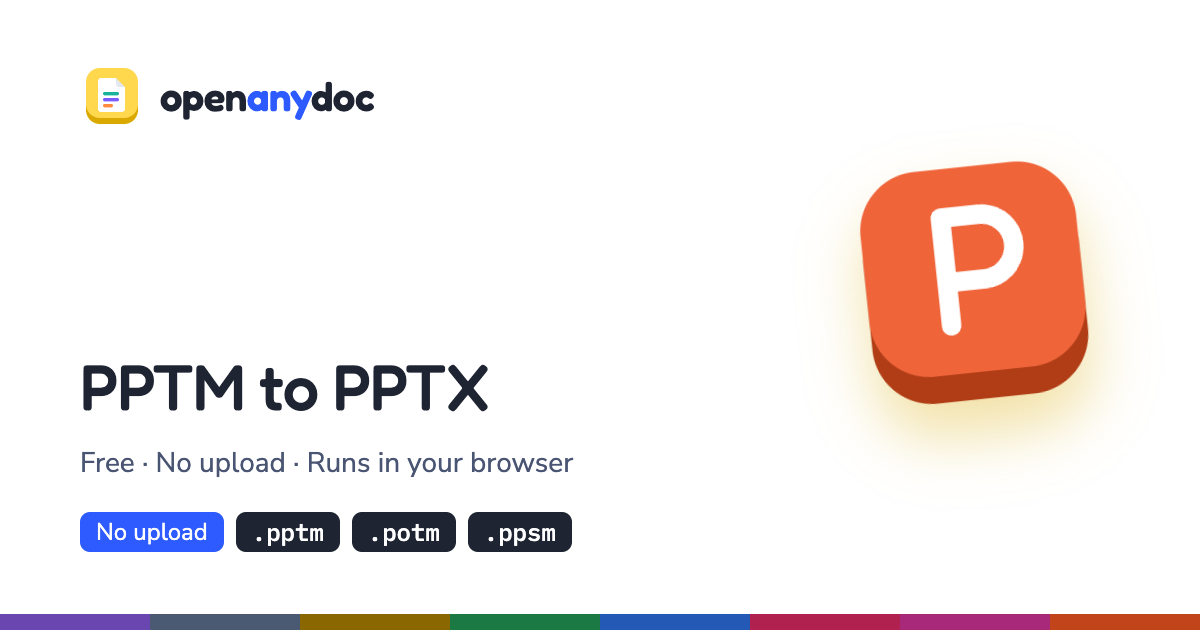 openanydoc
P
PPTM to PPTX
Free · No upload · Runs in your browser
No upload .pptm .potm .ppsm